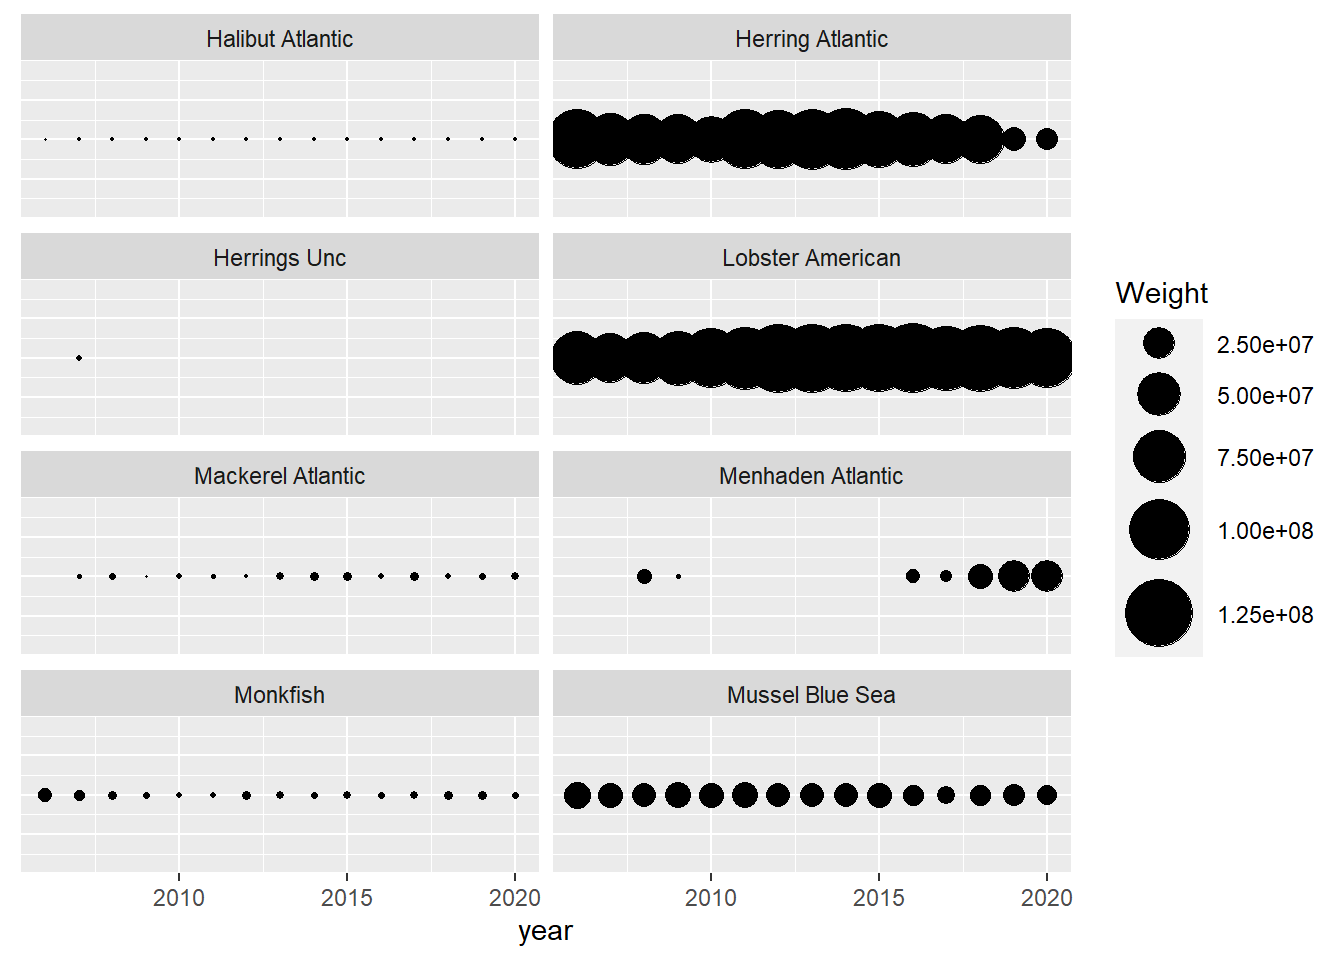 Halibut Atlantic
Herring Atlantic
Herrings Unc
Lobster American
Mackerel Atlantic
Menhaden Atlantic
Monkfish
Mussel Blue Sea
2010 2015 2020
2010 2015 2020
year
Weight
2.50e+07
5.00e+07
7.50e+07
1.00e+08
1.25e+08